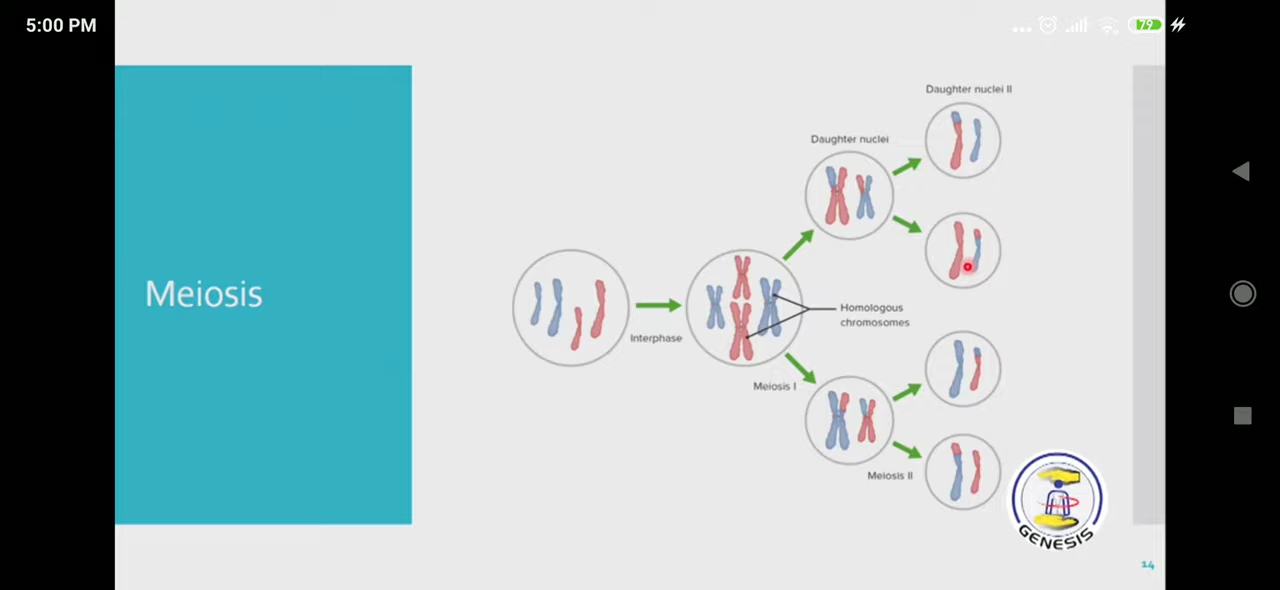 5:00 PM
79
Meiosis
Daughter nuclei II
Daughter nuclei
Homologous
chromosomes
Interphase
Meiosis I
Meiosis II
GENESIS
14